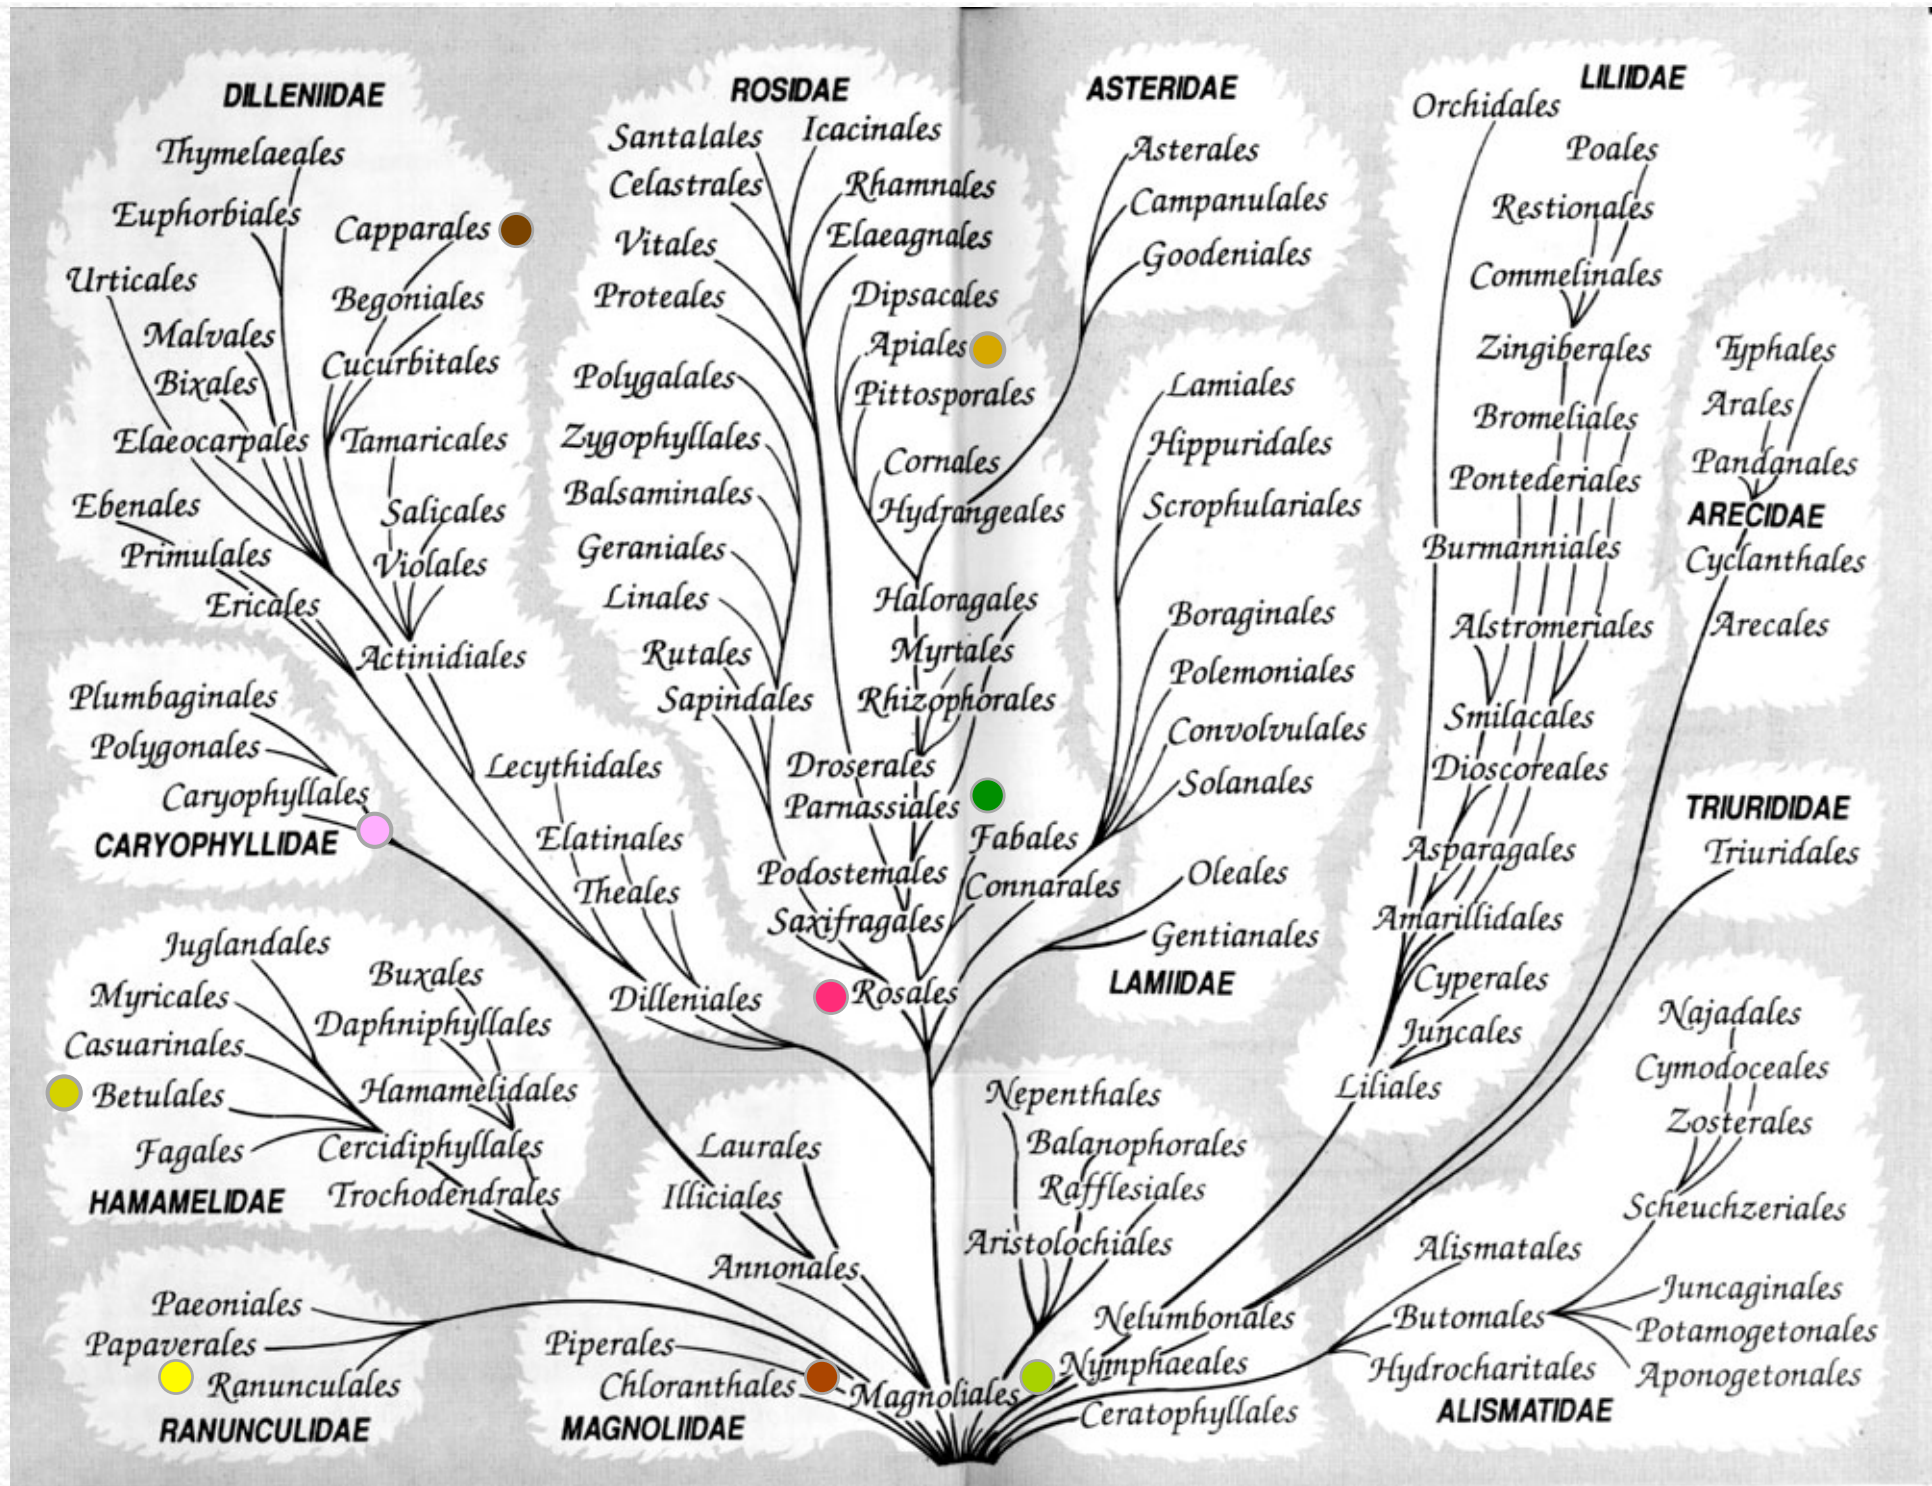 DILLENIIDAE
Thymelaeales
Euphorbiales
Capparales
Urticales
Begoniales
Malvales
Cucurbitales
Bixales
Elaeocarpales
Tamaricales
Ebenales
Salicales
Primulales
Violales
Ericales
Actinidiales
Lecythidales
Elatinales
Theales
Dilleniales
Plumbaginales
Polygonales
Caryophyllales
CARYOPHYLLIDAE
Juglandales
Buxales
Myricales
Daphniphyllales
Casuarinales
Betulales
Hamamelidales
Fagales
Cercidiphyllales
HAMAMELIDAE
Trochodendrales
Paeoniales
Papaverales
Ranunculales
RANUNCULIDAE
ROSIDAE
Santalales
Icacinales
Celastrales
Rhamnales
Vitales
Elaeagnales
Proteales
Dipsacales
Apiales
Polygalales
Pittosporales
Zygophyllales
Cornales
Balsaminales
Hydrangeales
Geraniales
Linales
Haloragales
Rutales
Myrtales
Sapindales
Rhizophorales
Droserales
Parnassiales
Fabales
Podostemales
Connarales
Saxifragales
Rosales
ASTERIDAE
Asterales
Campanulales
Goodeniales
Lamiales
Hippuridales
Scrophulariales
Boraginales
Polemoniales
Convolvulales
Solanales
Oleales
Gentianales
LAMIIDAE
LILIIDAE
Orchidales
Poales
Restionales
Commelinales
Zingiberales
Bromeliales
Pontederiales
Burmanniales
Alstromeriales
Smilacales
Dioscoreales
Asparagales
Amarillidales
Cyperales
Juncales
Liliales
Typhales
Arales
Pandanales
ARECIDAE
Cyclanthales
Arecales
TRIURIDIDAE
Triuridales
Najadales
Cymodoceales
Zosterales
Scheuchzeriales
Alismatales
Juncaginales
Butomales
Potamogetonales
Hydrocharitales
Aponogetonales
ALISMATIDAE
Nepenthales
Laurales
Balanophorales
Illiciales
Rafflesiales
Aristolochiales
Annonales
Nelumbonales
Piperales
Nymphaeales
Chloranthales
Magnoliales
Ceratophyllales
MAGNOLIIDAE